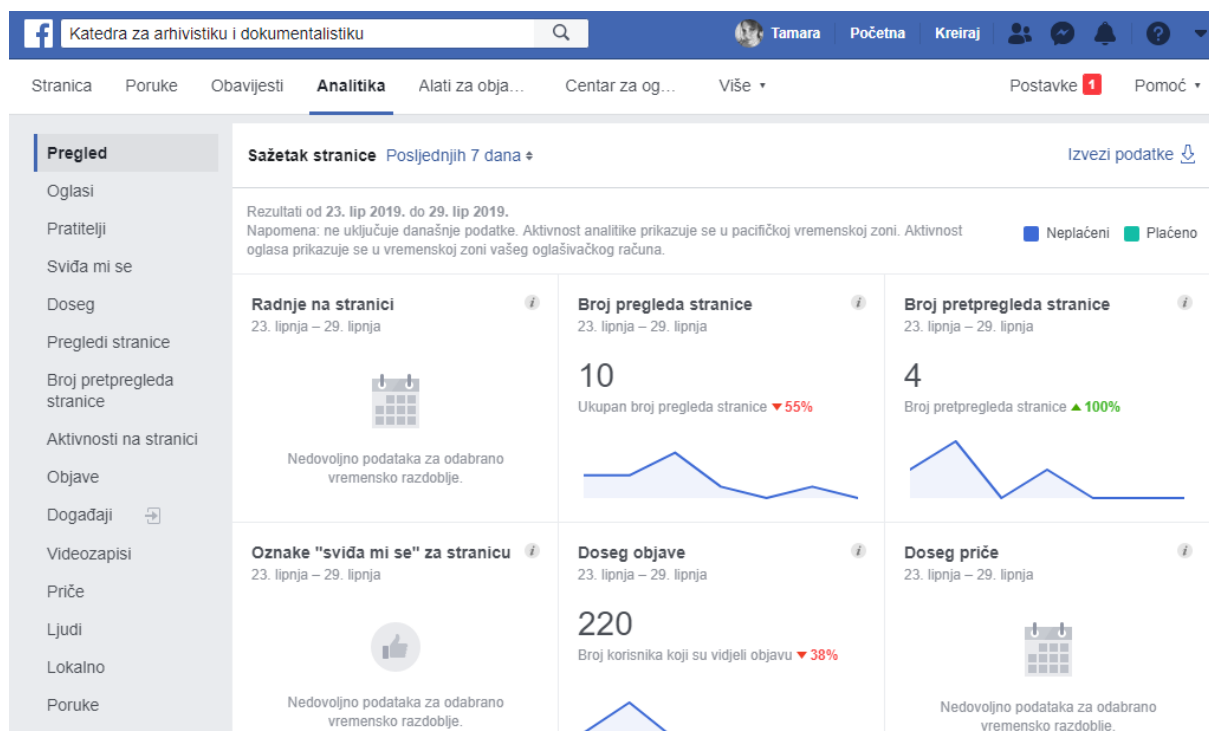 Katedra za arhivistiku i dokumentalistiku
Tamara Početna Kreiraj
Stranica Poruke Obavijesti Analitika Alati za obja... Centar za og... Više Postavke 1 Pomoć
Pregled
Oglasi
Pratitelji
Sviđa mi se
Doseg
Pregledi stranice
Broj pretpregleda
stranice
Aktivnosti na stranici
Objave
Događaji
Videozapisi
Priče
Ljudi
Lokalno
Poruke
Sažetak stranice Posljednjih 7 dana
Izvezi podatke
Rezultati od 23. lip 2019. do 29. lip 2019.
Napomena: ne uključuje današnje podatke. Aktivnost analitike prikazuje se u pacifičkoj vremenskoj zoni. Aktivnost
oglasa prikazuje se u vremenskoj zoni vašeg oglašivačkog računa.
Neplaćeni Plaćeno
Radnje na stranici
23. lipnja – 29. lipnja
Nedovoljno podataka za odabrano
vremensko razdoblje.
Broj pregleda stranice
23. lipnja – 29. lipnja
10
Ukupan broj pregleda stranice ▼ 55%
Broj pretpregleda stranice
23. lipnja – 29. lipnja
4
Broj pretpregleda stranice ▲ 100%
Oznake "sviđa mi se" za stranicu
23. lipnja – 29. lipnja
Nedovoljno podataka za odabrano
vremensko razdoblje.
Doseg objave
23. lipnja – 29. lipnja
220
Broj korisnika koji su vidjeli objavu ▼ 38%
Doseg priče
23. lipnja – 29. lipnja
Nedovoljno podataka za odabrano
vremensko razdoblje.